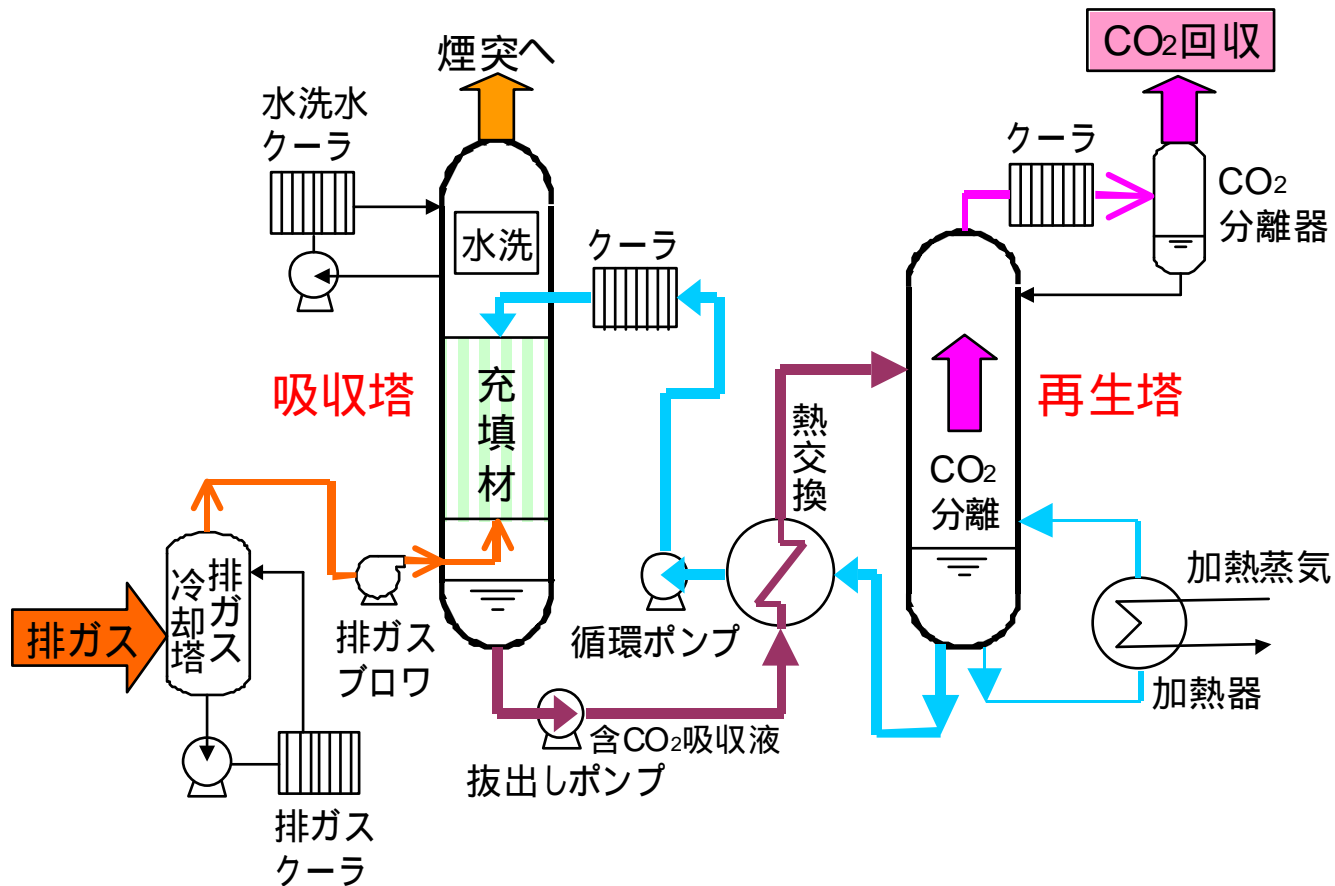 煙突へ
CO2回収
水洗水
クーラ
クーラ
CO2
分離器
水洗
クーラ
吸収塔
充填材
再生塔
熱交換
CO2
分離
排ガス
排ガス
冷却塔
排ガス
ブロワ
循環ポンプ
加熱蒸気
加熱器
含CO2吸収液
抜出しポンプ
排ガス
クーラ